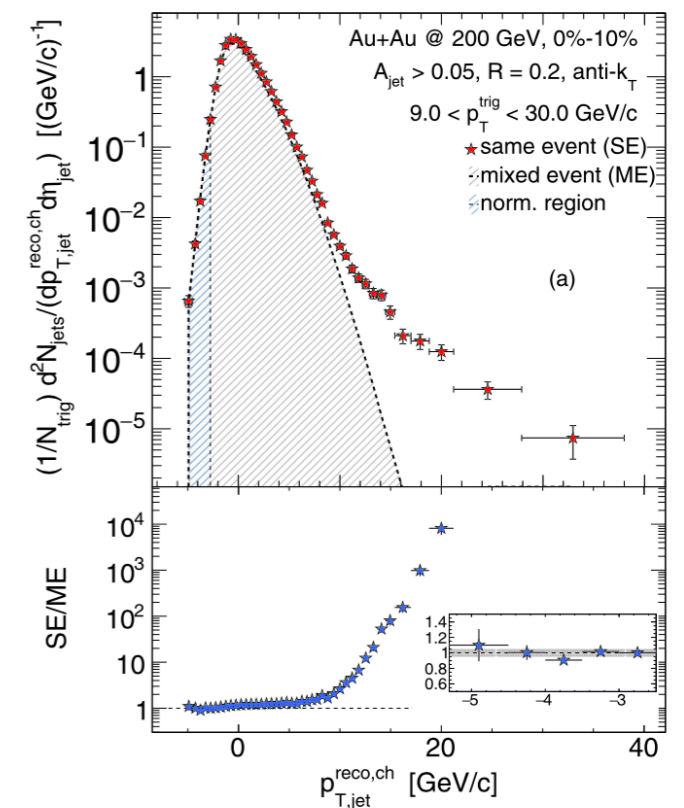 Au+Au @ 200 GeV, 0%-10%
A_jet > 0.05, R = 0.2, anti-k_T
9.0 < p_T^trig < 30.0 GeV/c
same event (SE)
mixed event (ME)
norm. region
(a)
(1/N_trig) d²N_jets/(dp_T,jet^reco,ch dη_jet) [(GeV/c)⁻¹]
1
10⁻¹
10⁻²
10⁻³
10⁻⁴
10⁻⁵
SE/ME
10⁴
10³
10²
10
1
1.4
1.2
1
0.8
0.6
−5 −4 −3
0 20 40
p_T,jet^reco,ch [GeV/c]